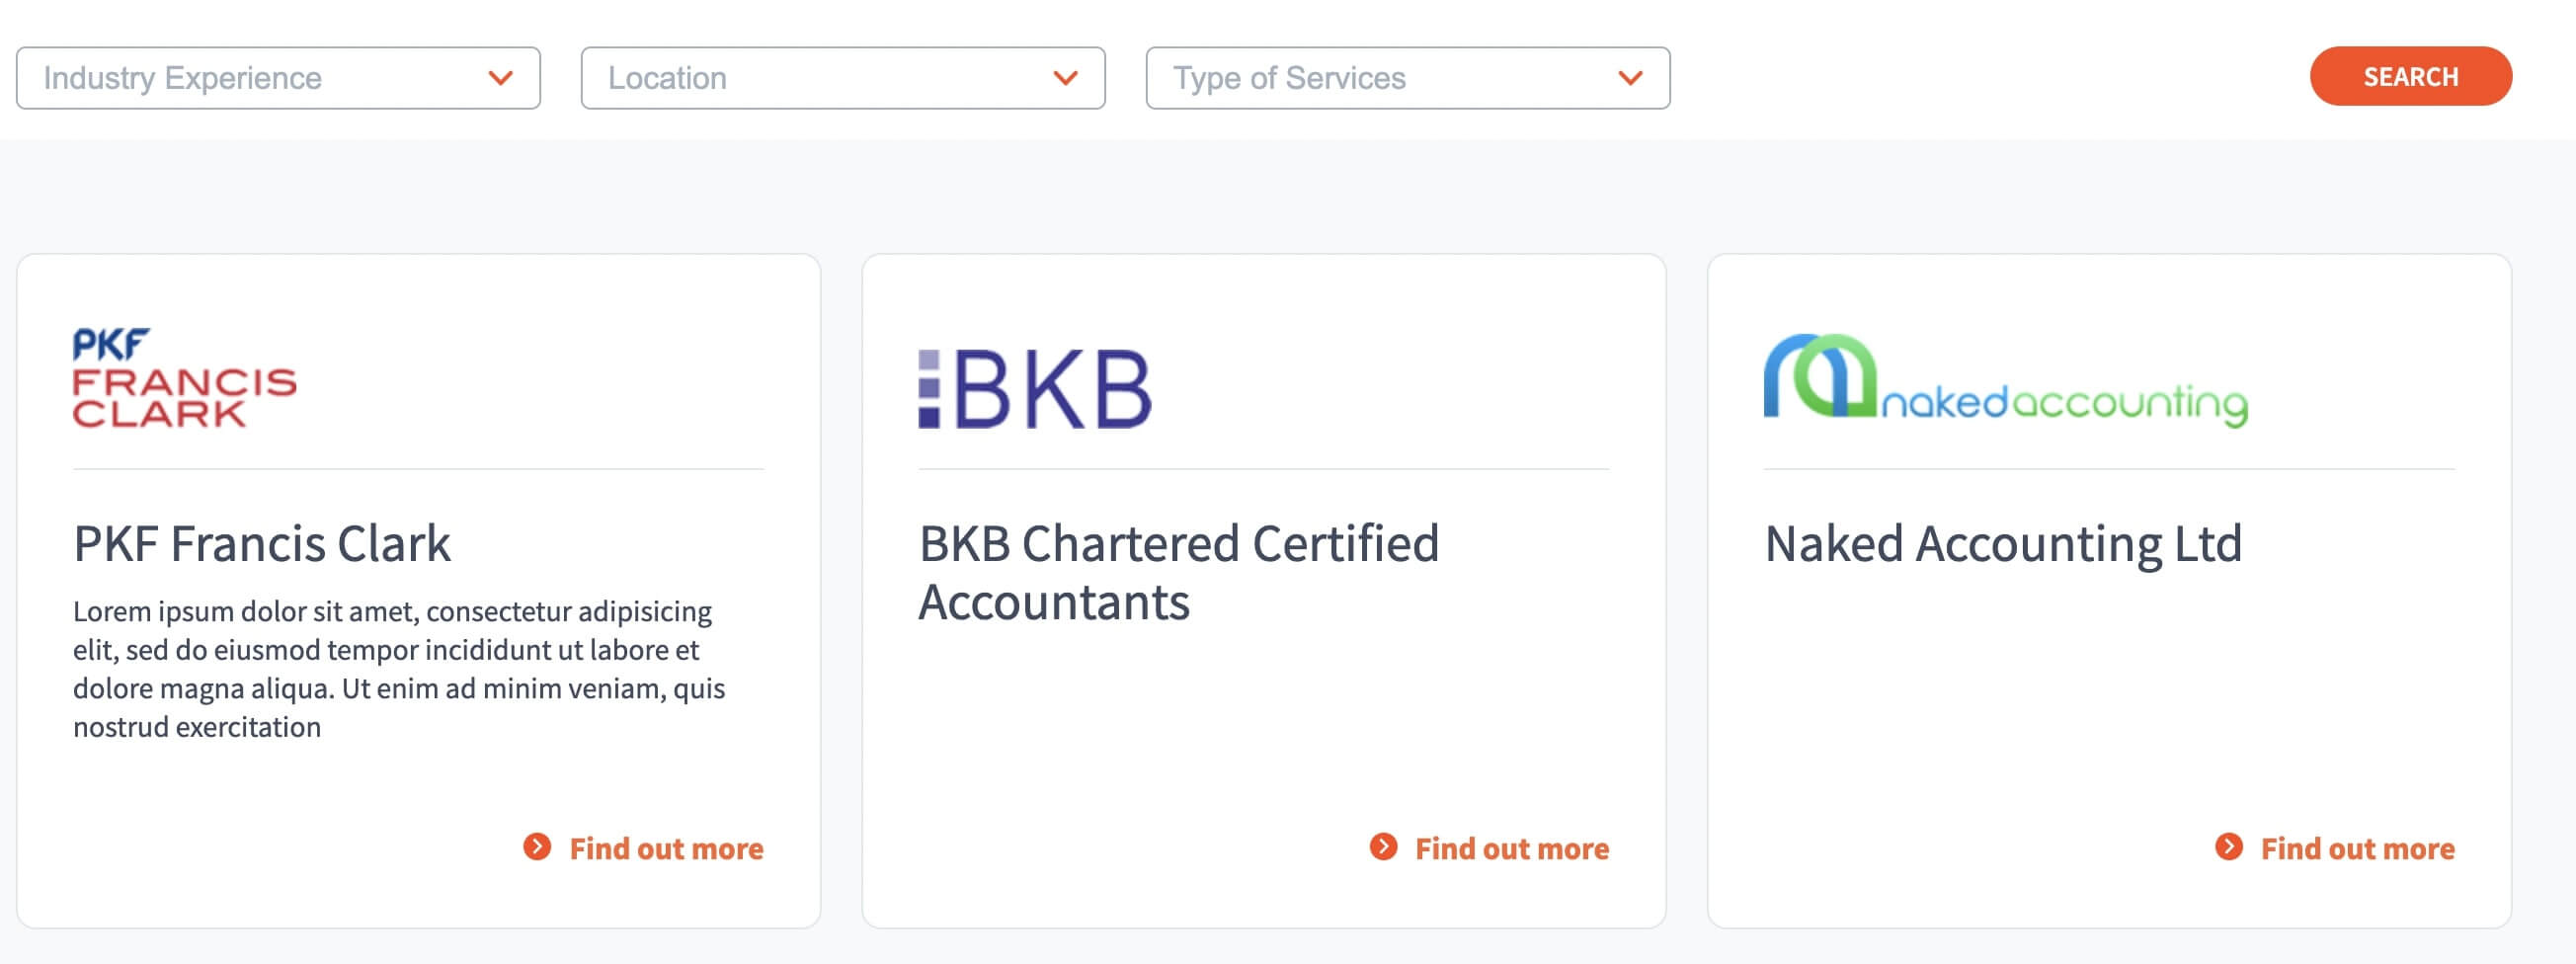 Industry Experience
Location
Type of Services
SEARCH
PKF
FRANCIS
CLARK
PKF Francis Clark
Lorem ipsum dolor sit amet, consectetur adipisicing
elit, sed do eiusmod tempor incididunt ut labore et
dolore magna aliqua. Ut enim ad minim veniam, quis
nostrud exercitation
Find out more
BKB
BKB Chartered Certified
Accountants
Find out more
nakedaccounting
Naked Accounting Ltd
Find out more